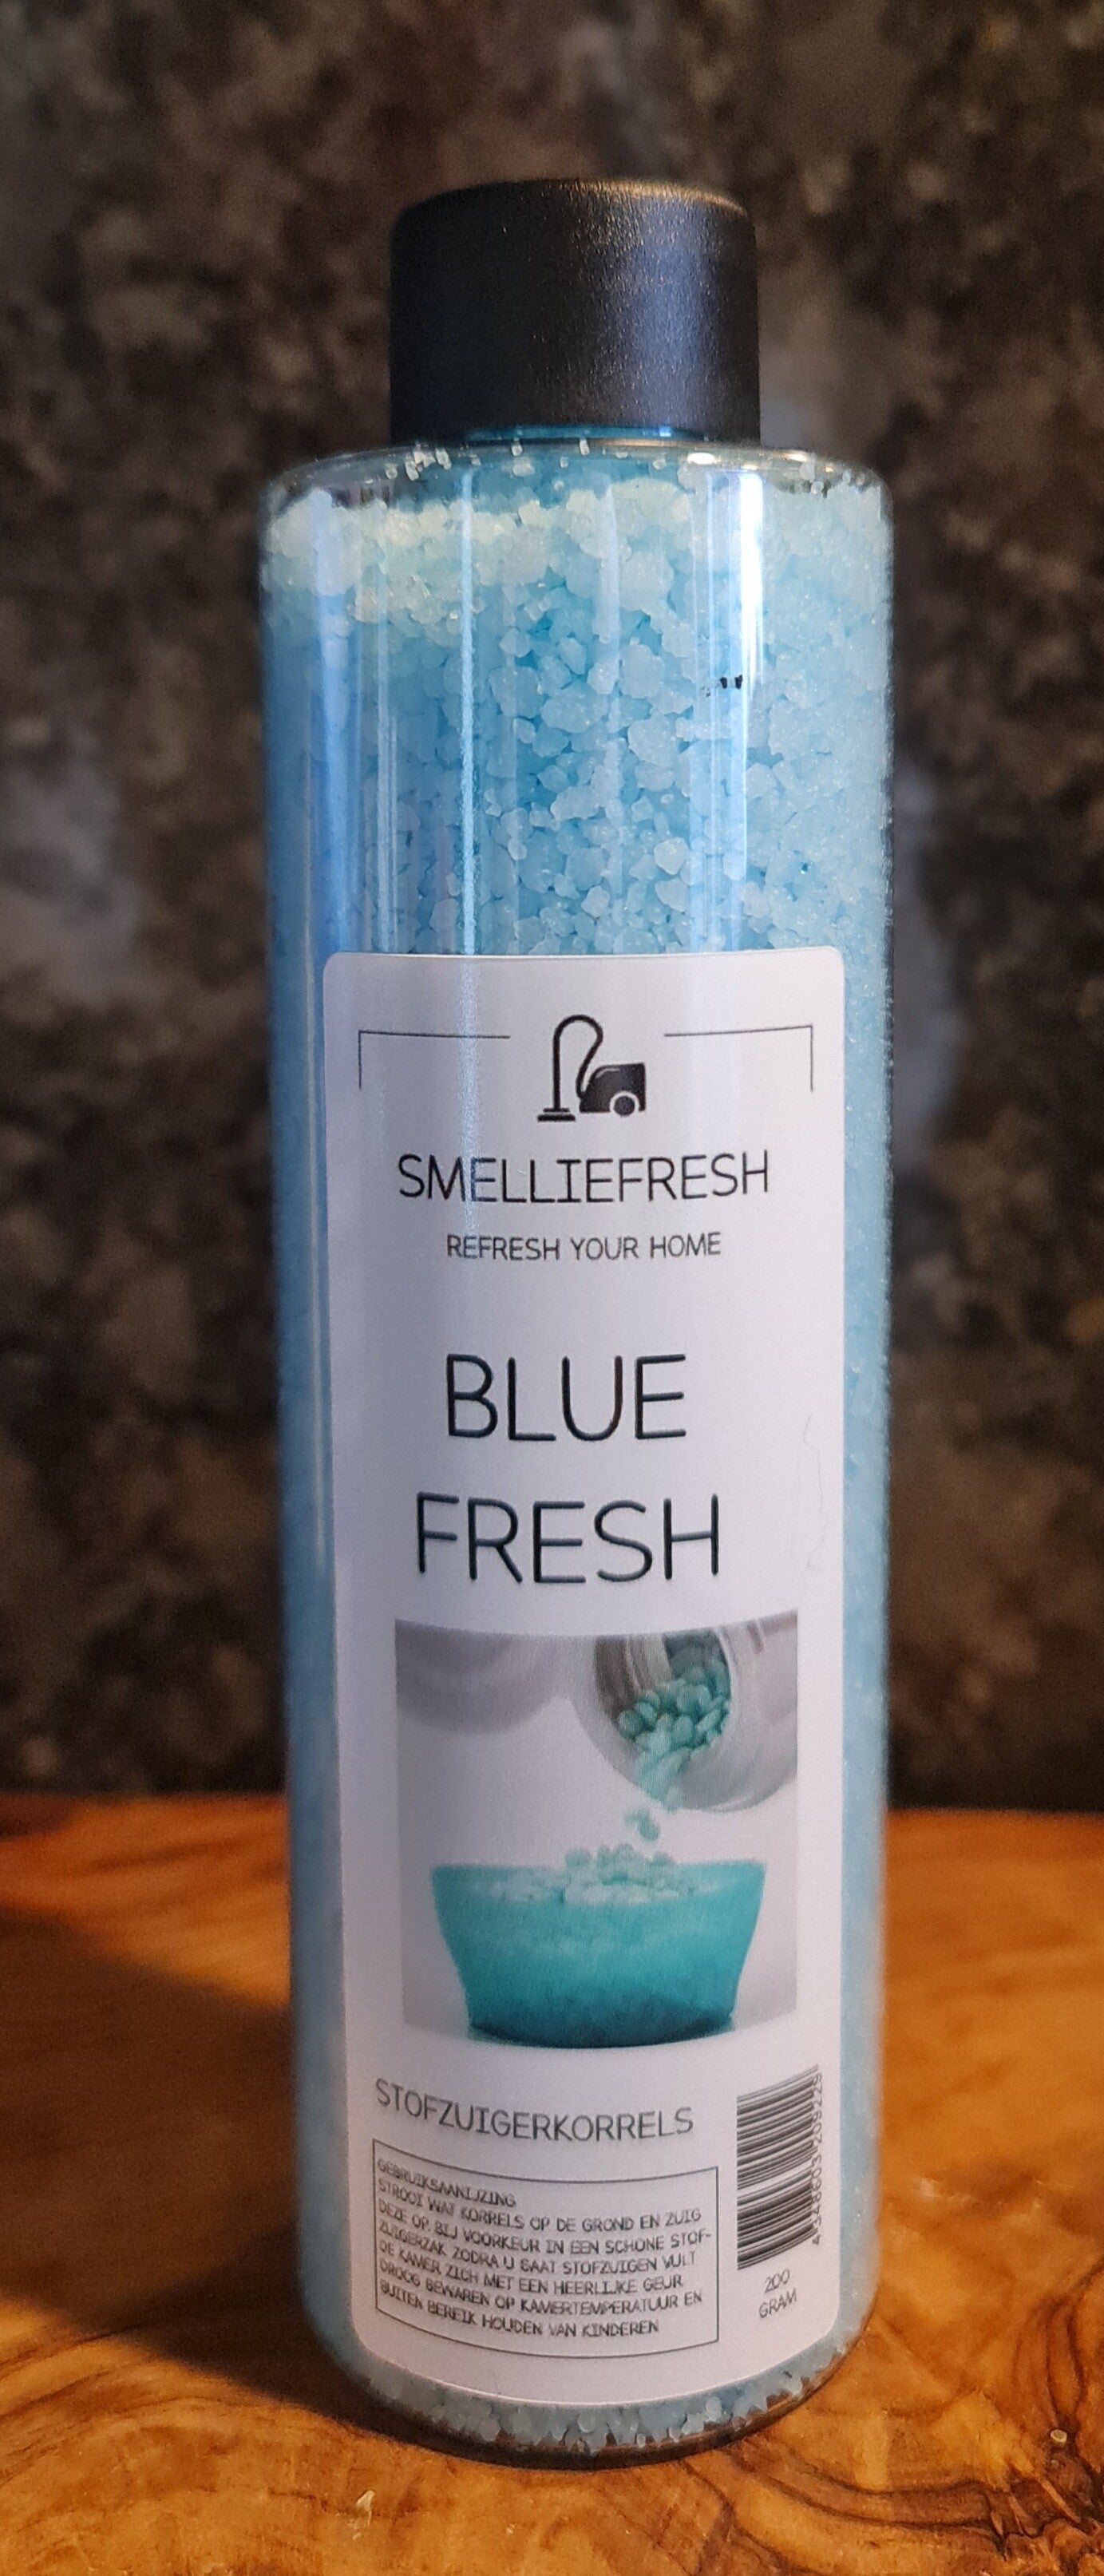 SMELLIEFRESH
REFRESH YOUR HOME
BLUE
FRESH
STOFZUIGERKORRELS
GEBRUIKSAANIJZING
STROOI WAT KORRELS OP DE GROND EN ZUIG
DEZE OP. BIJ VOORKEUR IN EEN SCHONE STOF-
ZUIGERZAK ZODRA U GAAT STOFZUIGEN VULT
DE KAMER ZICH MET EEN HEERLIJKE GEUR
DROOG BEWAREN OP KAMERTEMPERATUUR EN
BUITEN BEREIK HOUDEN VAN KINDEREN
200
GRAM